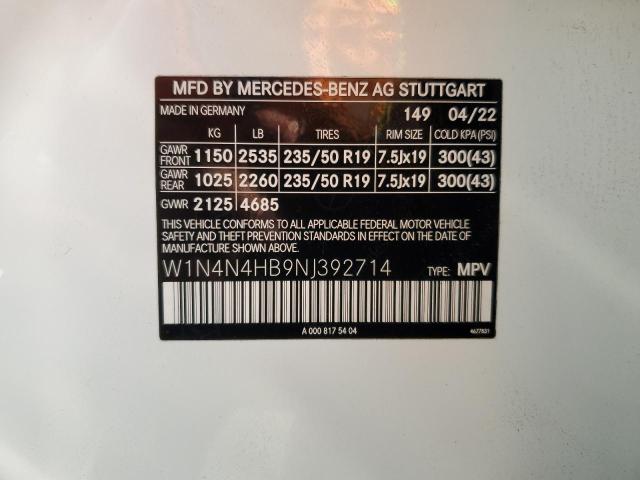 MFD BY MERCEDES-BENZ AG STUTTGART
MADE IN GERMANY 149 04/22
KG LB TIRES RIM SIZE COLD KPA (PSI)
GAWR FRONT 1150 2535 235/50 R19 7.5Jx19 300(43)
GAWR REAR 1025 2260 235/50 R19 7.5Jx19 300(43)
GVWR 2125 4685
THIS VEHICLE CONFORMS TO ALL APPLICABLE FEDERAL MOTOR VEHICLE
SAFETY AND THEFT PREVENTION STANDARDS IN EFFECT ON THE DATE
OF MANUFACTURE SHOWN ABOVE.
W1N4N4HB9NJ392714 TYPE: MPV
A 000 817 54 04 4677831